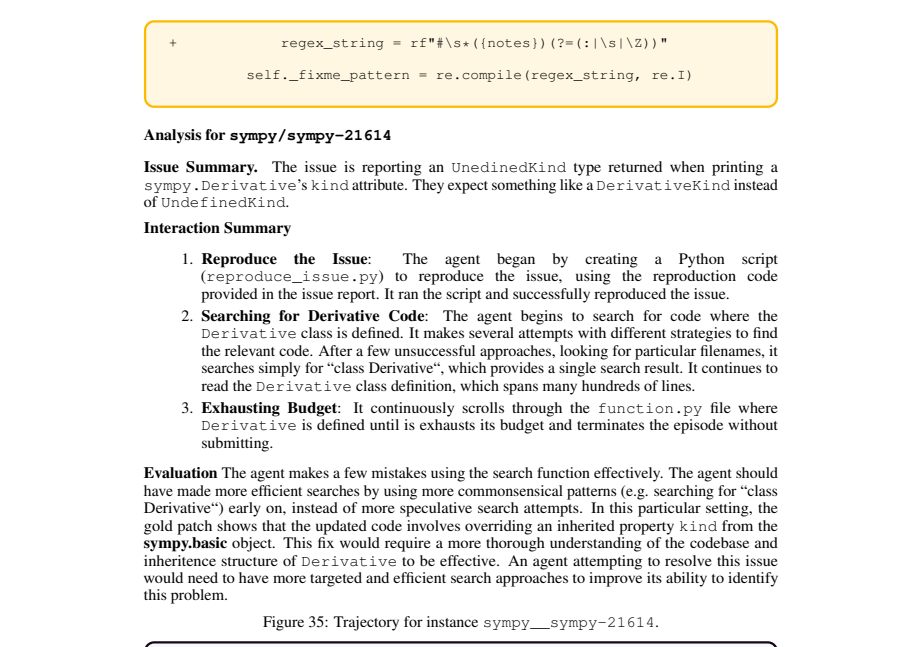 + regex_string = rf"#\s*({notes})(?=(:|\s|\Z))"
self._fixme_pattern = re.compile(regex_string, re.I)
Analysis for sympy/sympy-21614
Issue Summary. The issue is reporting an UnedinedKind type returned when printing a
sympy.Derivative's kind attribute. They expect something like a DerivativeKind instead
of UndefinedKind.
Interaction Summary
1. Reproduce the Issue: The agent began by creating a Python script
(reproduce_issue.py) to reproduce the issue, using the reproduction code
provided in the issue report. It ran the script and successfully reproduced the issue.
2. Searching for Derivative Code: The agent begins to search for code where the
Derivative class is defined. It makes several attempts with different strategies to find
the relevant code. After a few unsuccessful approaches, looking for particular filenames, it
searches simply for “class Derivative“, which provides a single search result. It continues to
read the Derivative class definition, which spans many hundreds of lines.
3. Exhausting Budget: It continuously scrolls through the function.py file where
Derivative is defined until is exhausts its budget and terminates the episode without
submitting.
Evaluation The agent makes a few mistakes using the search function effectively. The agent should
have made more efficient searches by using more commonsensical patterns (e.g. searching for “class
Derivative“) early on, instead of more speculative search attempts. In this particular setting, the
gold patch shows that the updated code involves overriding an inherited property kind from the
sympy.basic object. This fix would require a more thorough understanding of the codebase and
inheritence structure of Derivative to be effective. An agent attempting to resolve this issue
would need to have more targeted and efficient search approaches to improve its ability to identify
this problem.
Figure 35: Trajectory for instance sympy__sympy-21614.